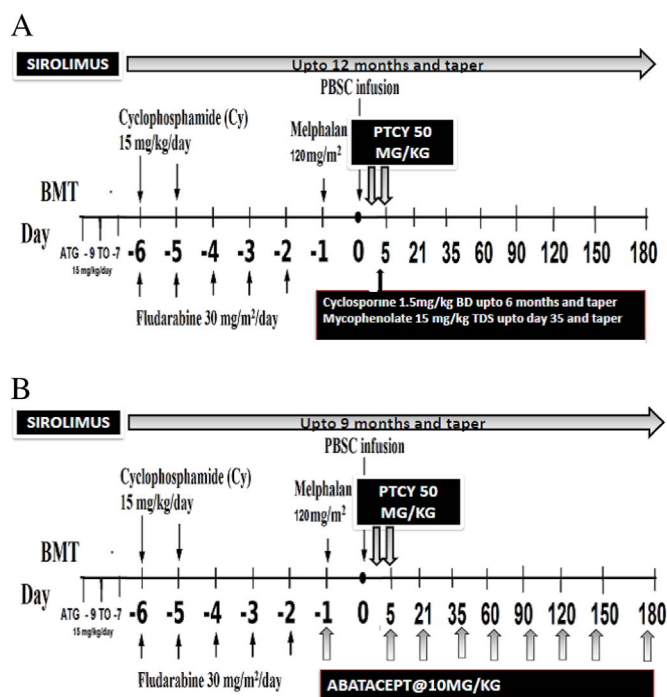 A
SIROLIMUS
Upto 12 months and taper
PBSC infusion
Cyclophosphamide (Cy)
15 mg/kg/day
Melphalan
120mg/m²
PTCY 50
MG/KG
BMT
Day
ATG -9 TO -7
15 mg/kg/day
-6 -5 -4 -3 -2 -1 0 5 21 35 60 90 120 150 180
Fludarabine 30 mg/m²/day
Cyclosporine 1.5mg/kg BD upto 6 months and taper
Mycophenolate 15 mg/kg TDS upto day 35 and taper
B
SIROLIMUS
Upto 9 months and taper
PBSC infusion
Cyclophosphamide (Cy)
15 mg/kg/day
Melphalan
120mg/m²
PTCY 50
MG/KG
BMT
Day
ATG -9 TO -7
15 mg/kg/day
-6 -5 -4 -3 -2 -1 0 5 21 35 60 90 120 150 180
Fludarabine 30 mg/m²/day
ABATACEPT@10MG/KG